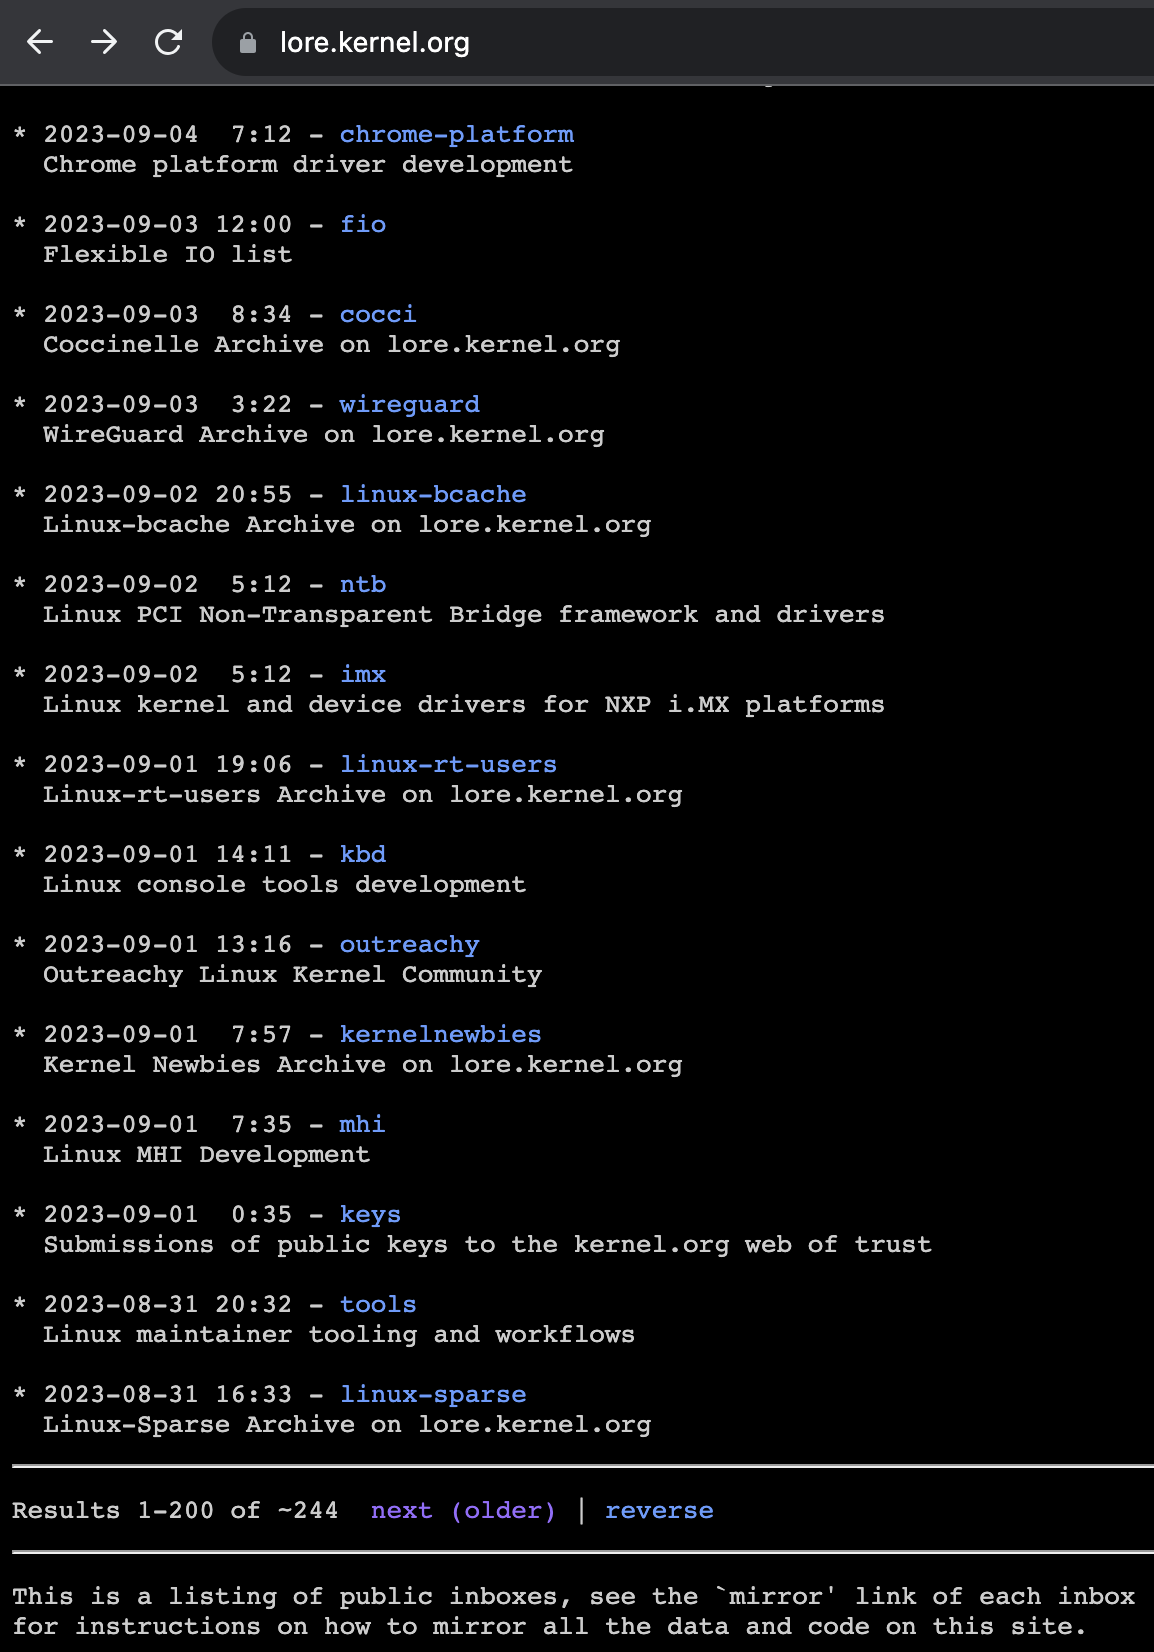 lore.kernel.org
* 2023-09-04  7:12 - chrome-platform
  Chrome platform driver development
* 2023-09-03 12:00 - fio
  Flexible IO list
* 2023-09-03  8:34 - cocci
  Coccinelle Archive on lore.kernel.org
* 2023-09-03  3:22 - wireguard
  WireGuard Archive on lore.kernel.org
* 2023-09-02 20:55 - linux-bcache
  Linux-bcache Archive on lore.kernel.org
* 2023-09-02  5:12 - ntb
  Linux PCI Non-Transparent Bridge framework and drivers
* 2023-09-02  5:12 - imx
  Linux kernel and device drivers for NXP i.MX platforms
* 2023-09-01 19:06 - linux-rt-users
  Linux-rt-users Archive on lore.kernel.org
* 2023-09-01 14:11 - kbd
  Linux console tools development
* 2023-09-01 13:16 - outreachy
  Outreachy Linux Kernel Community
* 2023-09-01  7:57 - kernelnewbies
  Kernel Newbies Archive on lore.kernel.org
* 2023-09-01  7:35 - mhi
  Linux MHI Development
* 2023-09-01  0:35 - keys
  Submissions of public keys to the kernel.org web of trust
* 2023-08-31 20:32 - tools
  Linux maintainer tooling and workflows
* 2023-08-31 16:33 - linux-sparse
  Linux-Sparse Archive on lore.kernel.org
Results 1-200 of ~244  next (older) | reverse
This is a listing of public inboxes, see the `mirror' link of each inbox
for instructions on how to mirror all the data and code on this site.